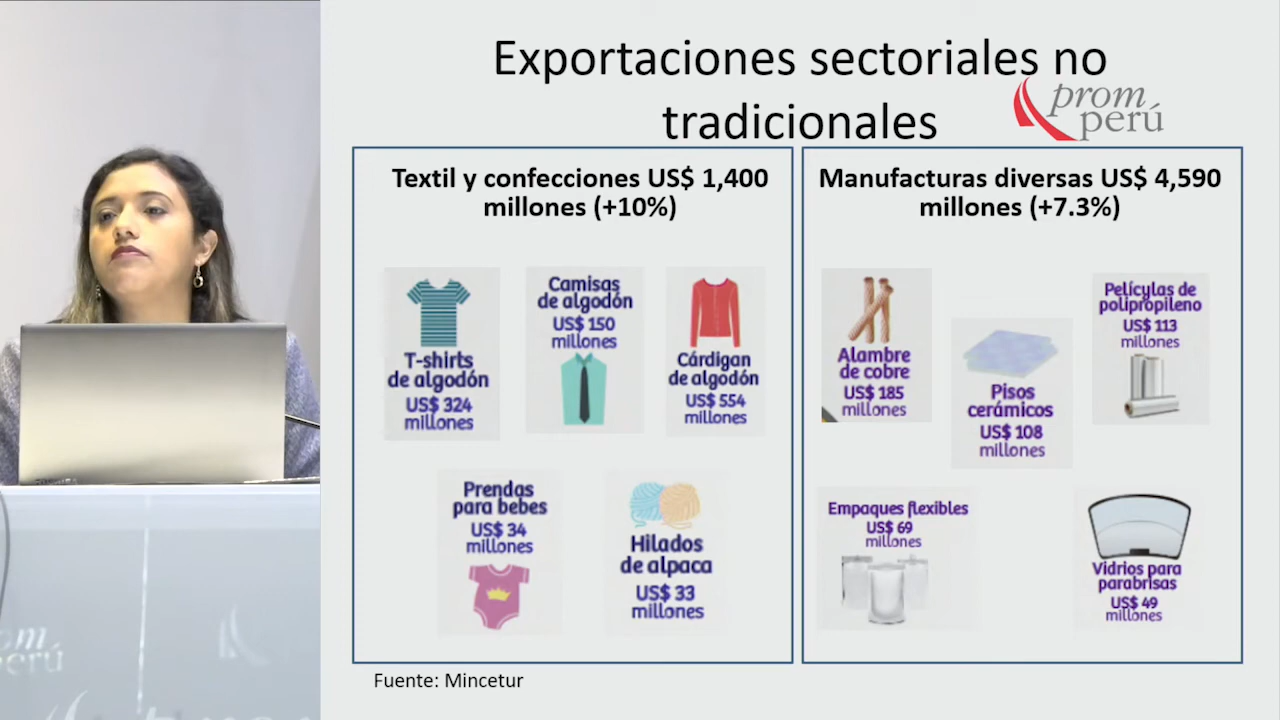 Exportaciones sectoriales no
tradicionales
prom
perú
Textil y confecciones US$ 1,400
millones (+10%)
T-shirts
de algodón
US$ 324
millones
Camisas
de algodón
US$ 150
millones
Cárdigan
de algodón
US$ 554
millones
Prendas
para bebes
US$ 34
millones
Hilados
de alpaca
US$ 33
millones
Manufacturas diversas US$ 4,590
millones (+7.3%)
Alambre
de cobre
US$ 185
millones
Pisos
cerámicos
US$ 108
millones
Películas de
polipropileno
US$ 113
millones
Empaques flexibles
US$ 69
millones
Vidrios para
parabrisas
US$ 49
millones
Fuente: Mincetur
prom
perú